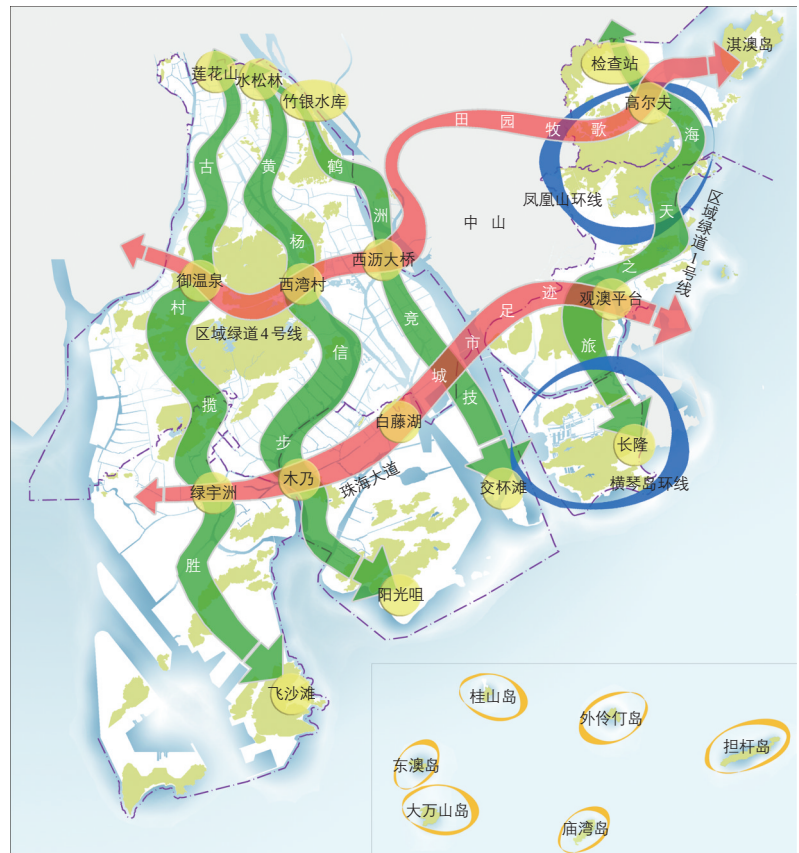 淇澳岛
检查站
莲花山
水松林
竹银水库
高尔夫
田园牧歌
古村揽胜
黄杨信步
鹤洲竞技
海天之旅
凤凰山环线
中山
区域绿道1号线
西沥大桥
御温泉
西湾村
观澳平台
城市足迹
区域绿道4号线
白藤湖
长隆
木乃
珠海大道
绿宇洲
交杯滩
横琴岛环线
阳光咀
飞沙滩
桂山岛
外伶仃岛
担杆岛
东澳岛
大万山岛
庙湾岛